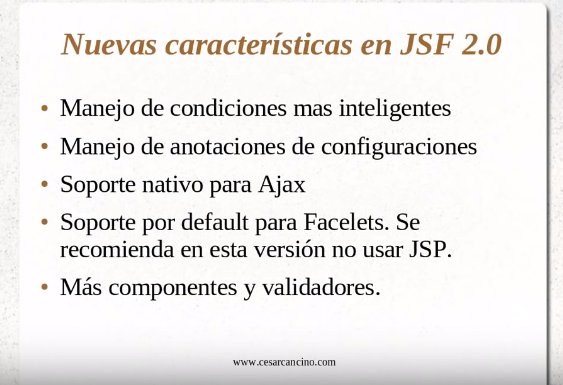 Nuevas características en JSF 2.0
• Manejo de condiciones mas inteligentes
• Manejo de anotaciones de configuraciones
• Soporte nativo para Ajax
• Soporte por default para Facelets. Se
recomienda en esta versión no usar JSP.
• Más componentes y validadores.
www.cesarcancino.com